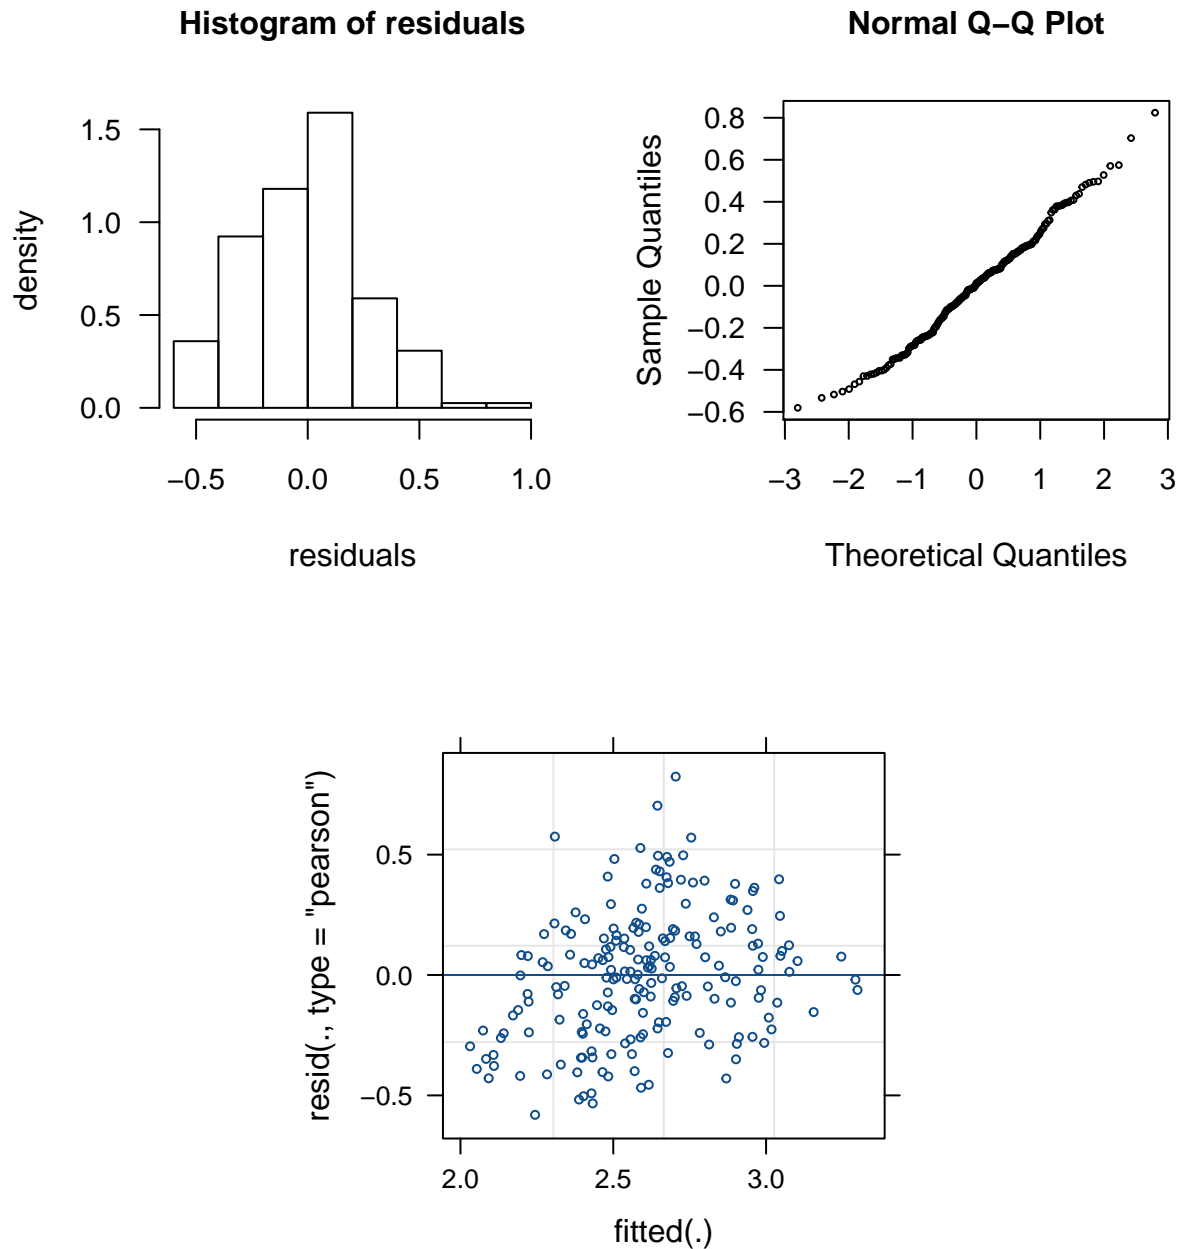 Histogram of residuals
density
1.5
1.0
0.5
0.0
−0.5 0.0 0.5 1.0
residuals
Normal Q−Q Plot
Sample Quantiles
0.8
0.6
0.4
0.2
0.0
−0.2
−0.4
−0.6
−3 −2 −1 0 1 2 3
Theoretical Quantiles
resid(., type = "pearson")
0.5
0.0
−0.5
2.0 2.5 3.0
fitted(.)